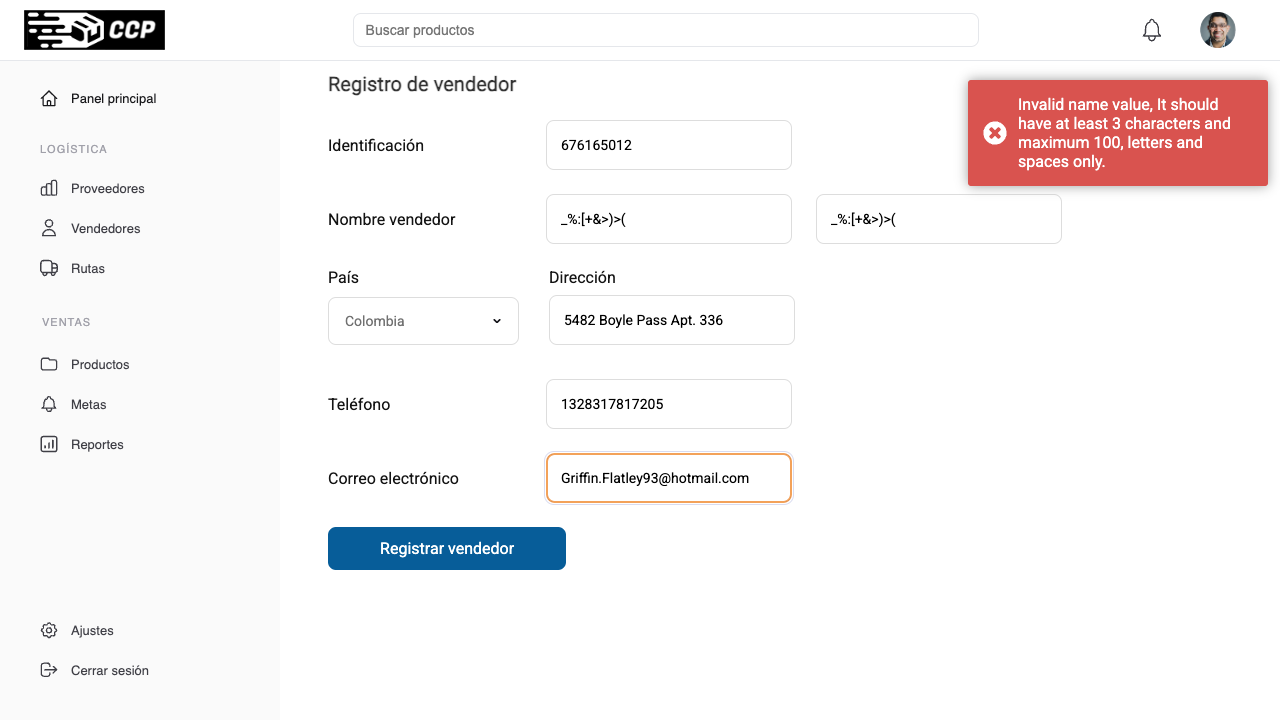 CCP
Buscar productos
Panel principal
LOGÍSTICA
Proveedores
Vendedores
Rutas
VENTAS
Productos
Metas
Reportes
Ajustes
Cerrar sesión
Registro de vendedor
Identificación
676165012
Nombre vendedor
_%:[+&>)>(
_%:[+&>)>(
País
Dirección
Colombia
5482 Boyle Pass Apt. 336
Teléfono
1328317817205
Correo electrónico
Griffin.Flatley93@hotmail.com
Registrar vendedor
Invalid name value, It should
have at least 3 characters and
maximum 100, letters and
spaces only.